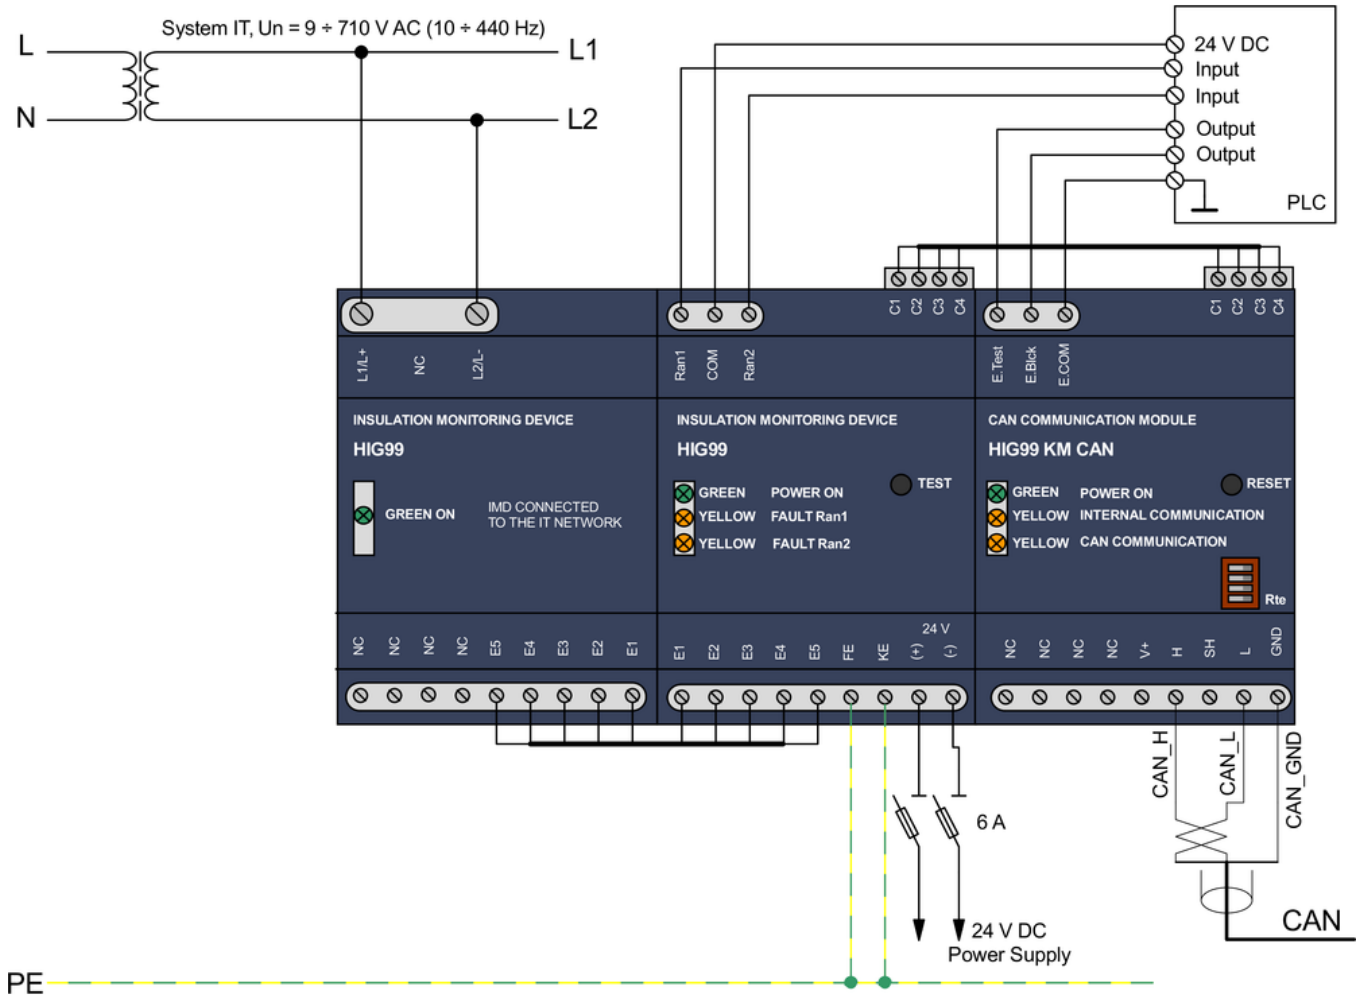 System IT, Un = 9 ÷ 710 V AC (10 ÷ 440 Hz)
L
L1
N
L2
24 V DC
Input
Input
Output
Output
PLC
C1
C2
C3
C4
C1
C2
C3
C4
L1/L+
NC
L2/L-
Ran1
COM
Ran2
E.Test
E.Blck
E.COM
INSULATION MONITORING DEVICE
HIG99
GREEN ON
IMD CONNECTED
TO THE IT NETWORK
INSULATION MONITORING DEVICE
HIG99
TEST
GREEN POWER ON
YELLOW FAULT Ran1
YELLOW FAULT Ran2
CAN COMMUNICATION MODULE
HIG99 KM CAN
RESET
GREEN POWER ON
YELLOW INTERNAL COMMUNICATION
YELLOW CAN COMMUNICATION
Rte
NC
NC
NC
NC
E5
E4
E3
E2
E1
24 V
E1
E2
E3
E4
E5
FE
KE
(+)
(-)
NC
NC
NC
NC
V+
H
SH
L
GND
CAN_H
CAN_L
CAN_GND
6 A
24 V DC
Power Supply
CAN
PE